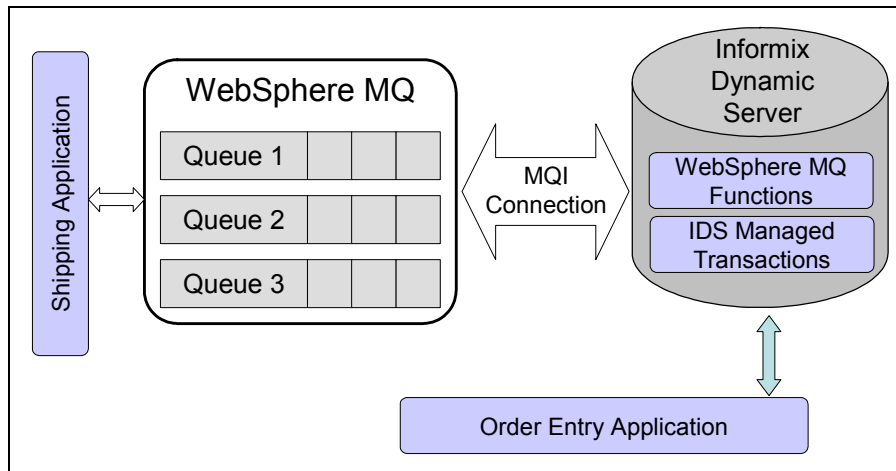 Shipping Application
WebSphere MQ
Queue 1
Queue 2
Queue 3
MQI
Connection
Informix
Dynamic
Server
WebSphere MQ
Functions
IDS Managed
Transactions
Order Entry Application